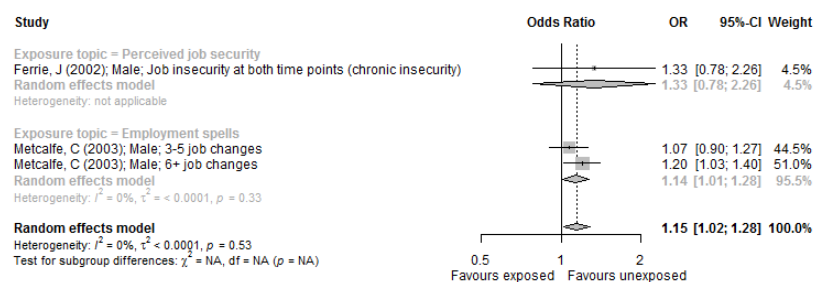 Study Odds Ratio OR 95%-CI Weight
Exposure topic = Perceived job security
Ferrie, J (2002); Male; Job insecurity at both time points (chronic insecurity) 1.33 [0.78; 2.26] 4.5%
Random effects model 1.33 [0.78; 2.26] 4.5%
Heterogeneity: not applicable
Exposure topic = Employment spells
Metcalfe, C (2003); Male; 3-5 job changes 1.07 [0.90; 1.27] 44.5%
Metcalfe, C (2003); Male; 6+ job changes 1.20 [1.03; 1.40] 51.0%
Random effects model 1.14 [1.01; 1.28] 95.5%
Heterogeneity: I² = 0%, τ² = < 0.0001, p = 0.33
Random effects model 1.15 [1.02; 1.28] 100.0%
Heterogeneity: I² = 0%, τ² < 0.0001, p = 0.53
Test for subgroup differences: χ² = NA, df = NA (p = NA)
0.5 1 2
Favours exposed Favours unexposed